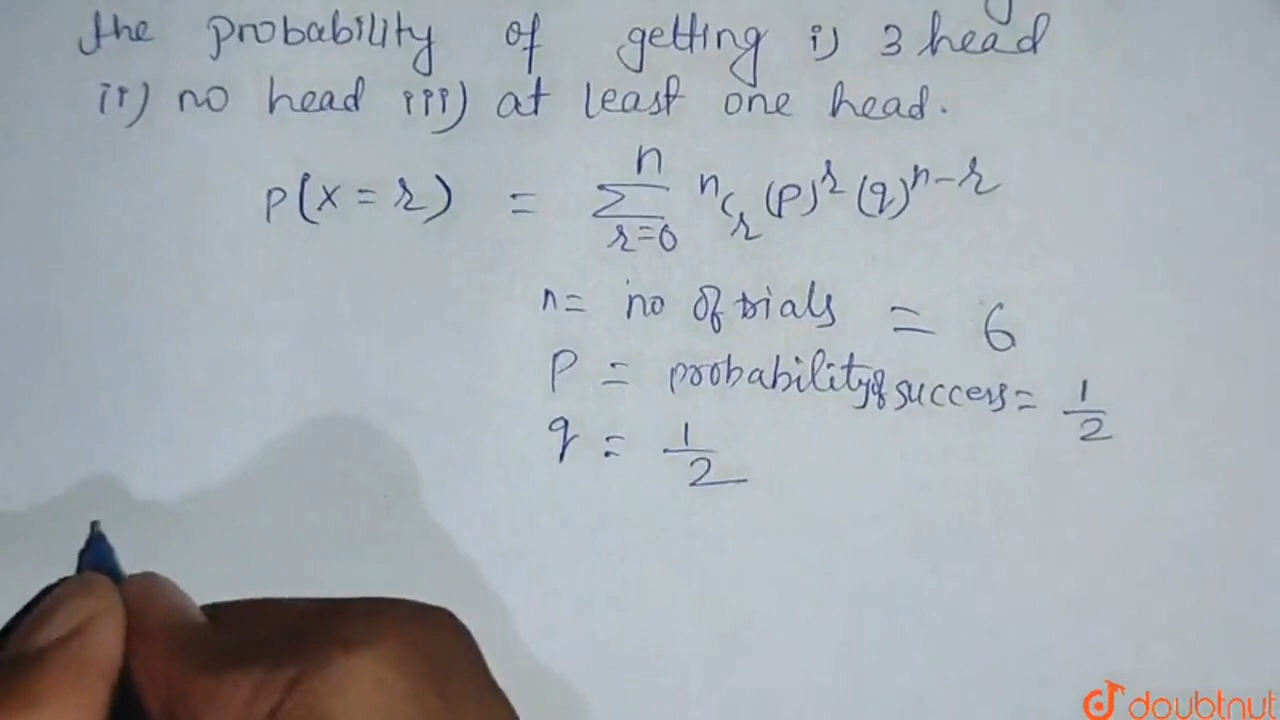 the probability of getting i) 3 head
ii) no head iii) at least one head.
P(x = r) = n∑r=0 ⁿCᵣ (p)ʳ (q)ⁿ⁻ʳ
n = no of trials = 6
P = probability of success = 1/2
q = 1/2
doubtnut